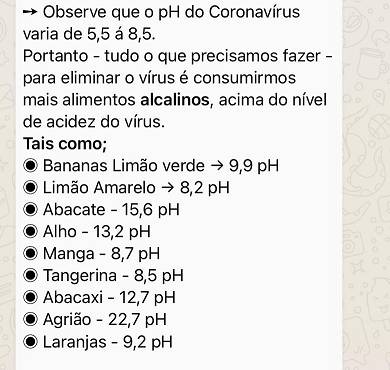 → Observe que o pH do Coronavírus
varia de 5,5 á 8,5.
Portanto - tudo o que precisamos fazer -
para eliminar o vírus é consumirmos
mais alimentos alcalinos, acima do nível
de acidez do vírus.
Tais como;
◉ Bananas Limão verde → 9,9 pH
◉ Limão Amarelo → 8,2 pH
◉ Abacate - 15,6 pH
◉ Alho - 13,2 pH
◉ Manga - 8,7 pH
◉ Tangerina - 8,5 pH
◉ Abacaxi - 12,7 pH
◉ Agrião - 22,7 pH
◉ Laranjas - 9,2 pH